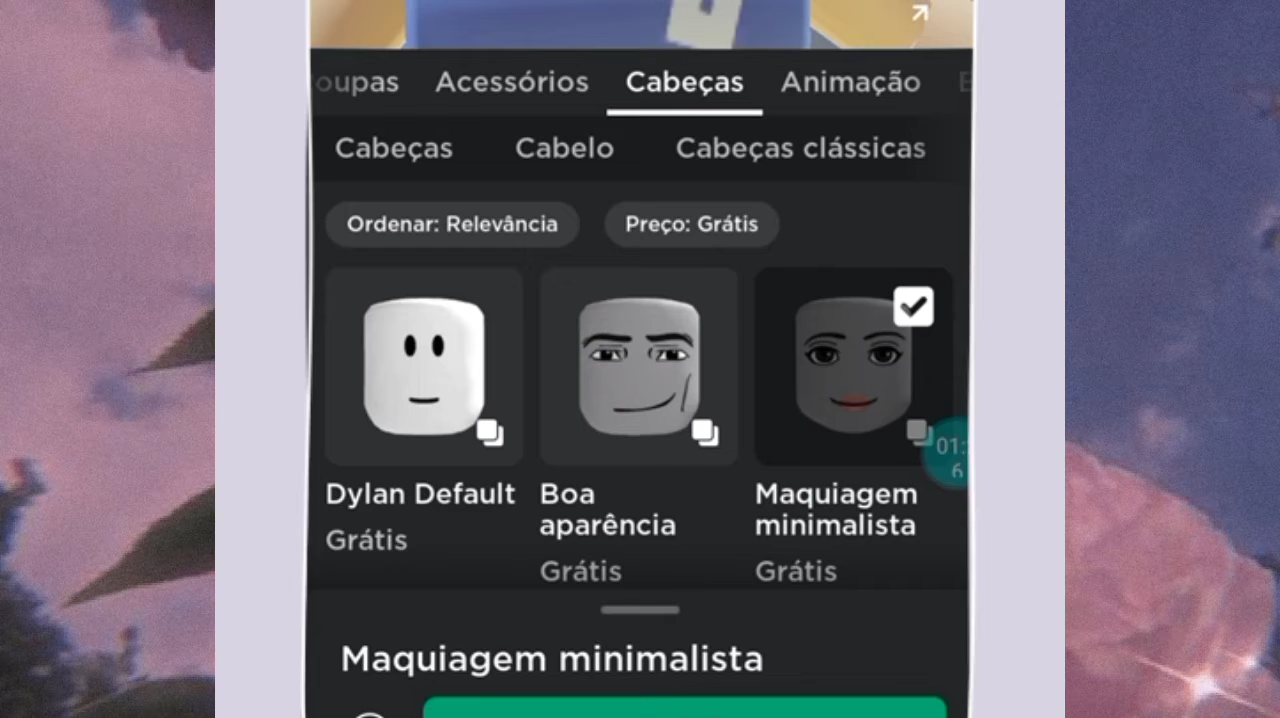 oupas Acessórios Cabeças Animação
Cabeças Cabelo Cabeças clássicas
Ordenar: Relevância Preço: Grátis
Dylan Default
Grátis
Boa
aparência
Grátis
Maquiagem
minimalista
Grátis
Maquiagem minimalista